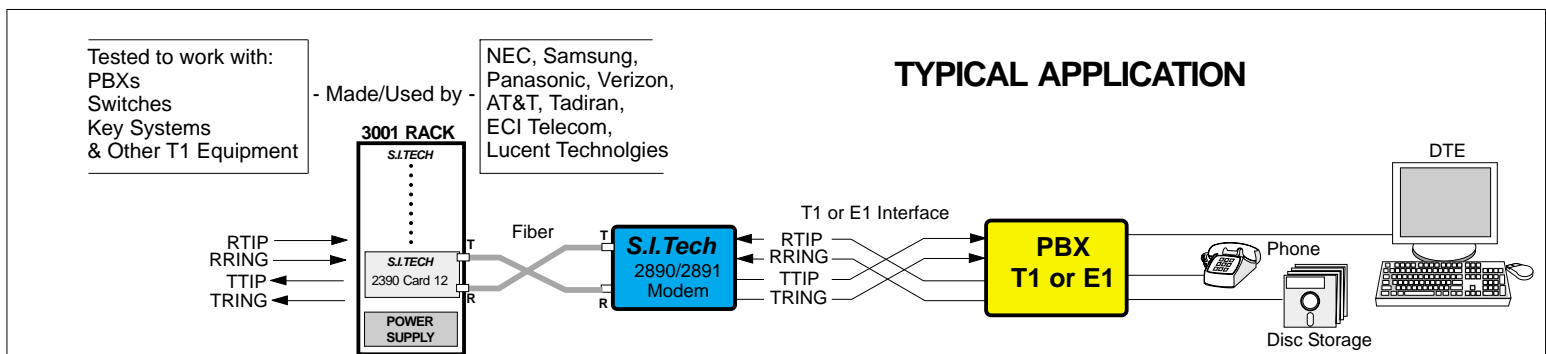 Tested to work with:
PBXs
Switches
Key Systems
& Other T1 Equipment
- Made/Used by -
NEC, Samsung,
Panasonic, Verizon,
AT&T, Tadiran,
ECI Telecom,
Lucent Technolgies
TYPICAL APPLICATION
3001 RACK
S.I.TECH
RTIP
RRING
TTIP
TRING
S.I.TECH
2390 Card 12
T
R
POWER
SUPPLY
Fiber
T
R
S.I.Tech
2890/2891
Modem
T1 or E1 Interface
RTIP
RRING
TTIP
TRING
PBX
T1 or E1
Phone
Disc Storage
DTE